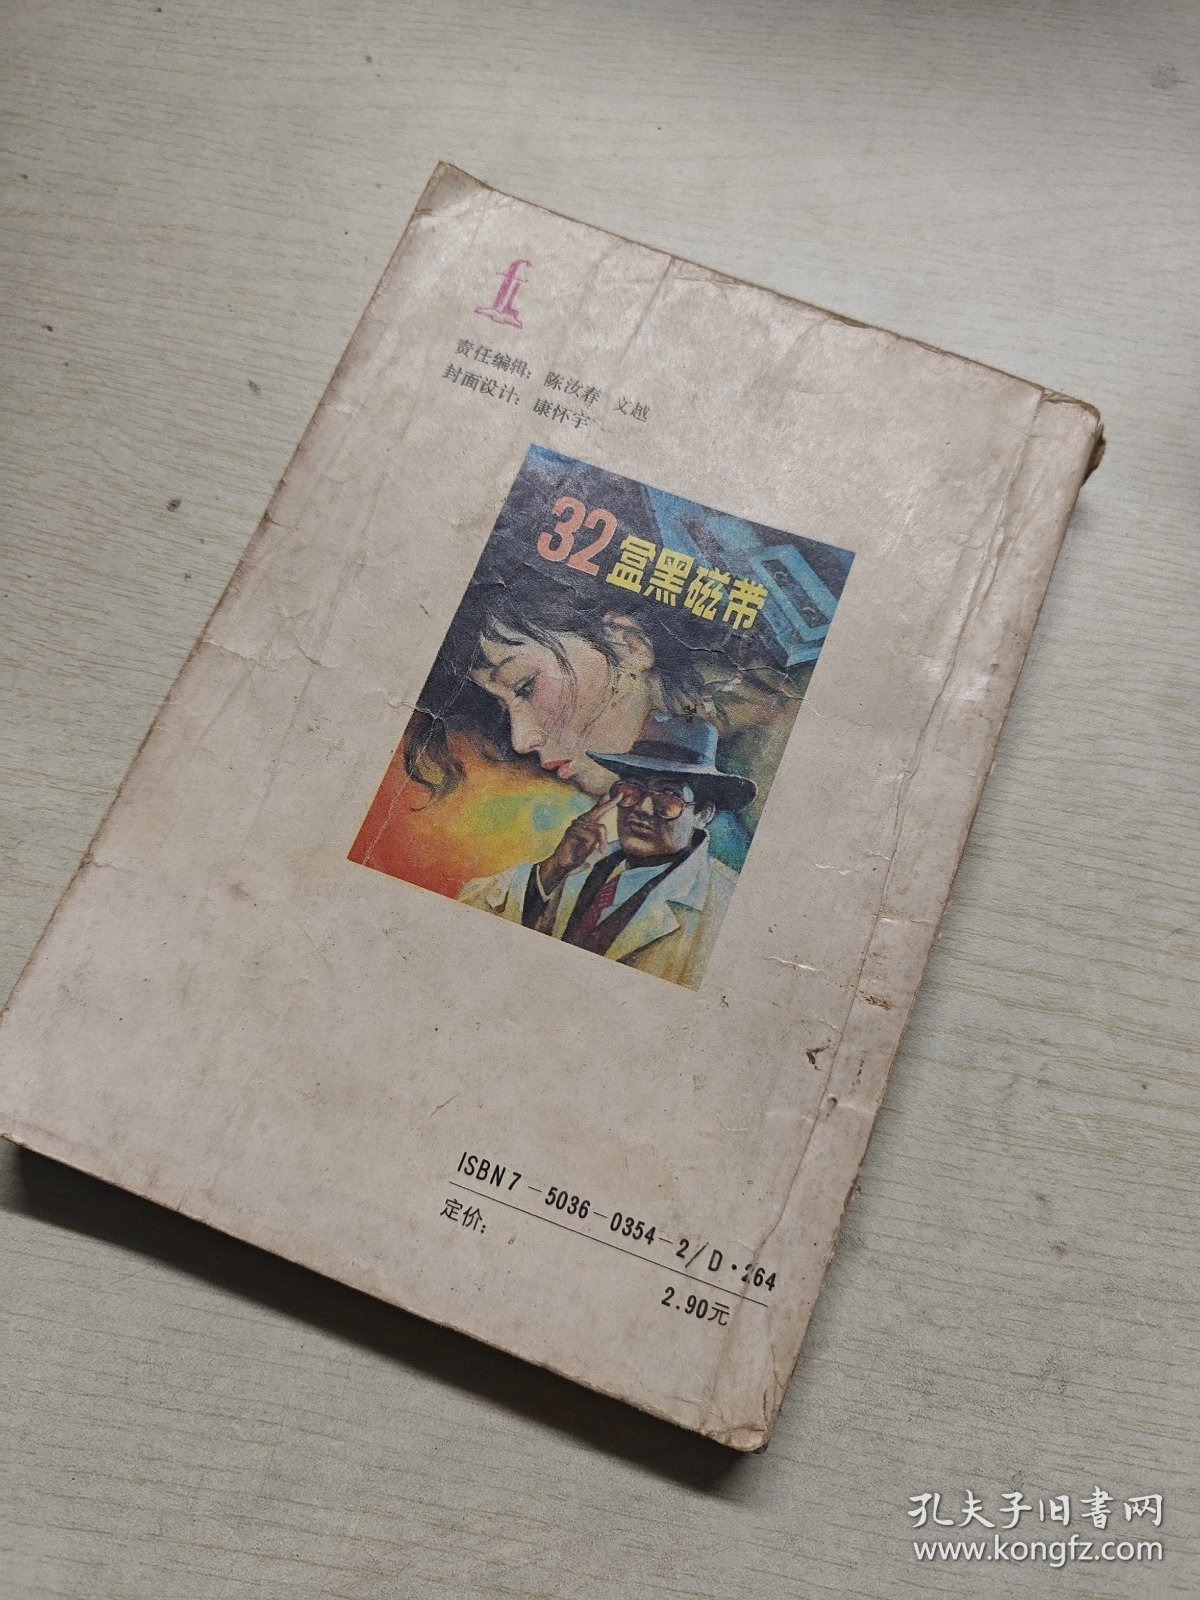 责任编辑：陈汝春 文越
封面设计：康怀宇
32盒黑磁带
ISBN7-5036-0354-2/D·264
定价： 2.90元
孔夫子旧书网
www.kongfz.com